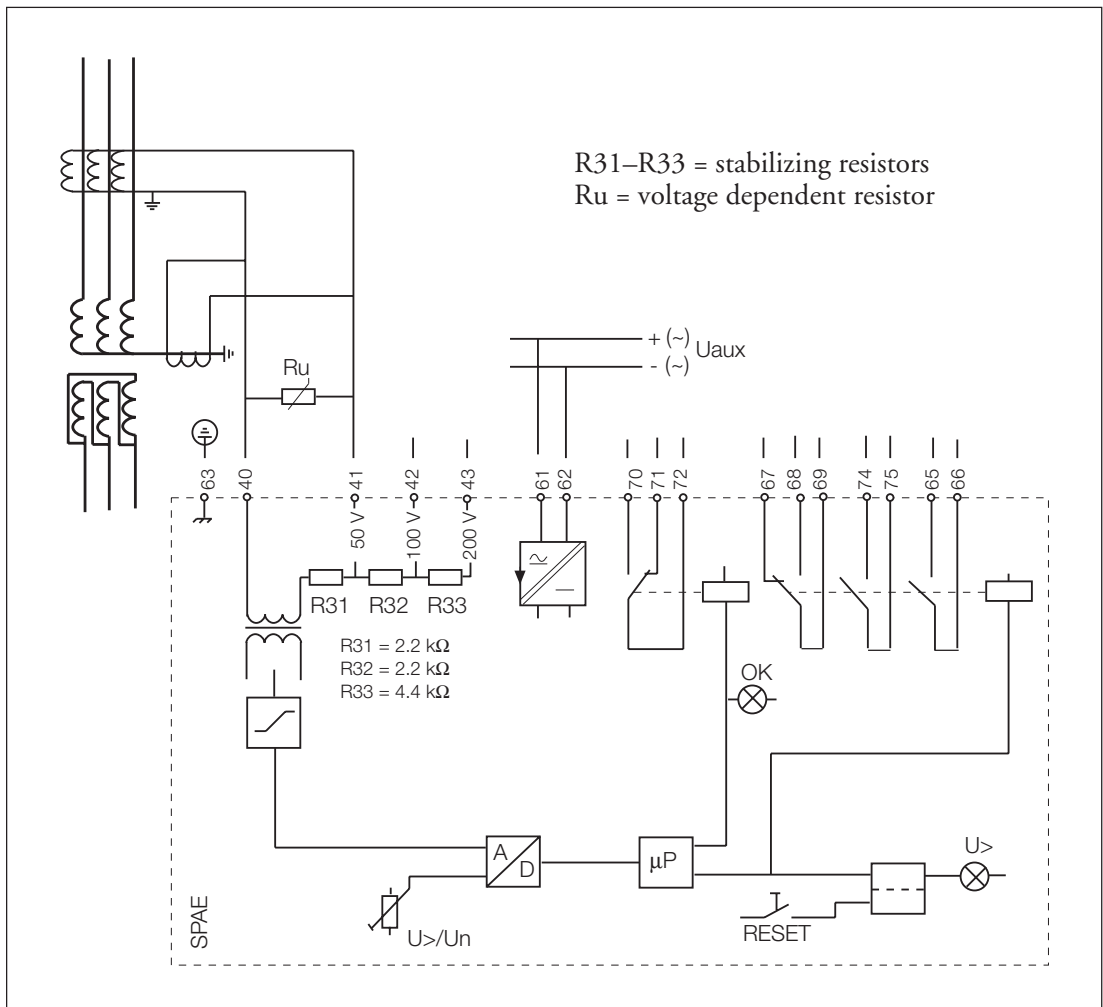 R31–R33 = stabilizing resistors
Ru = voltage dependent resistor
+ (~)
Uaux
- (~)
Ru
63
40
41
42
43
61
62
70
71
72
67
68
69
74
75
65
66
50 V
100 V
200 V
R31
R32
R33
R31 = 2.2 kΩ
R32 = 2.2 kΩ
R33 = 4.4 kΩ
OK
A
D
μP
U>
U>/Un
RESET
SPAE